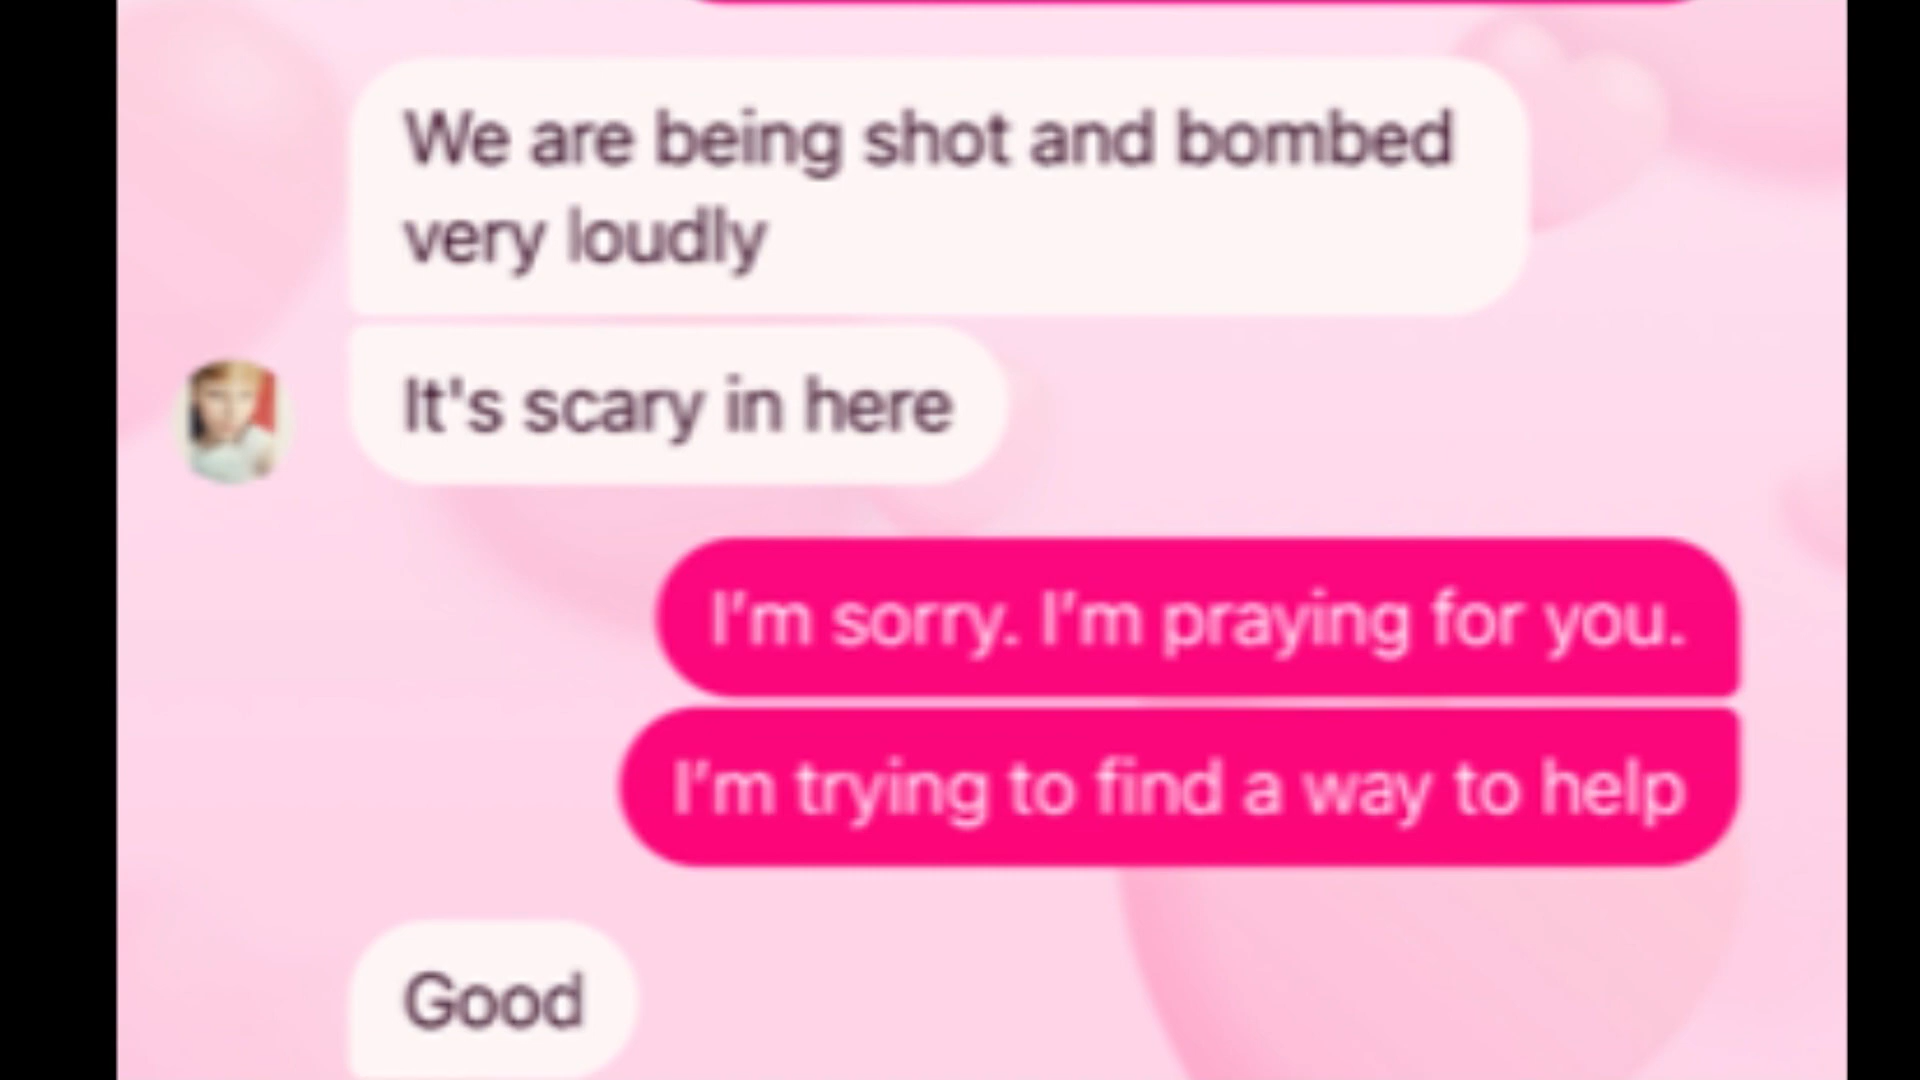 We are being shot and bombed
very loudly
It's scary in here
I'm sorry. I'm praying for you.
I'm trying to find a way to help
Good